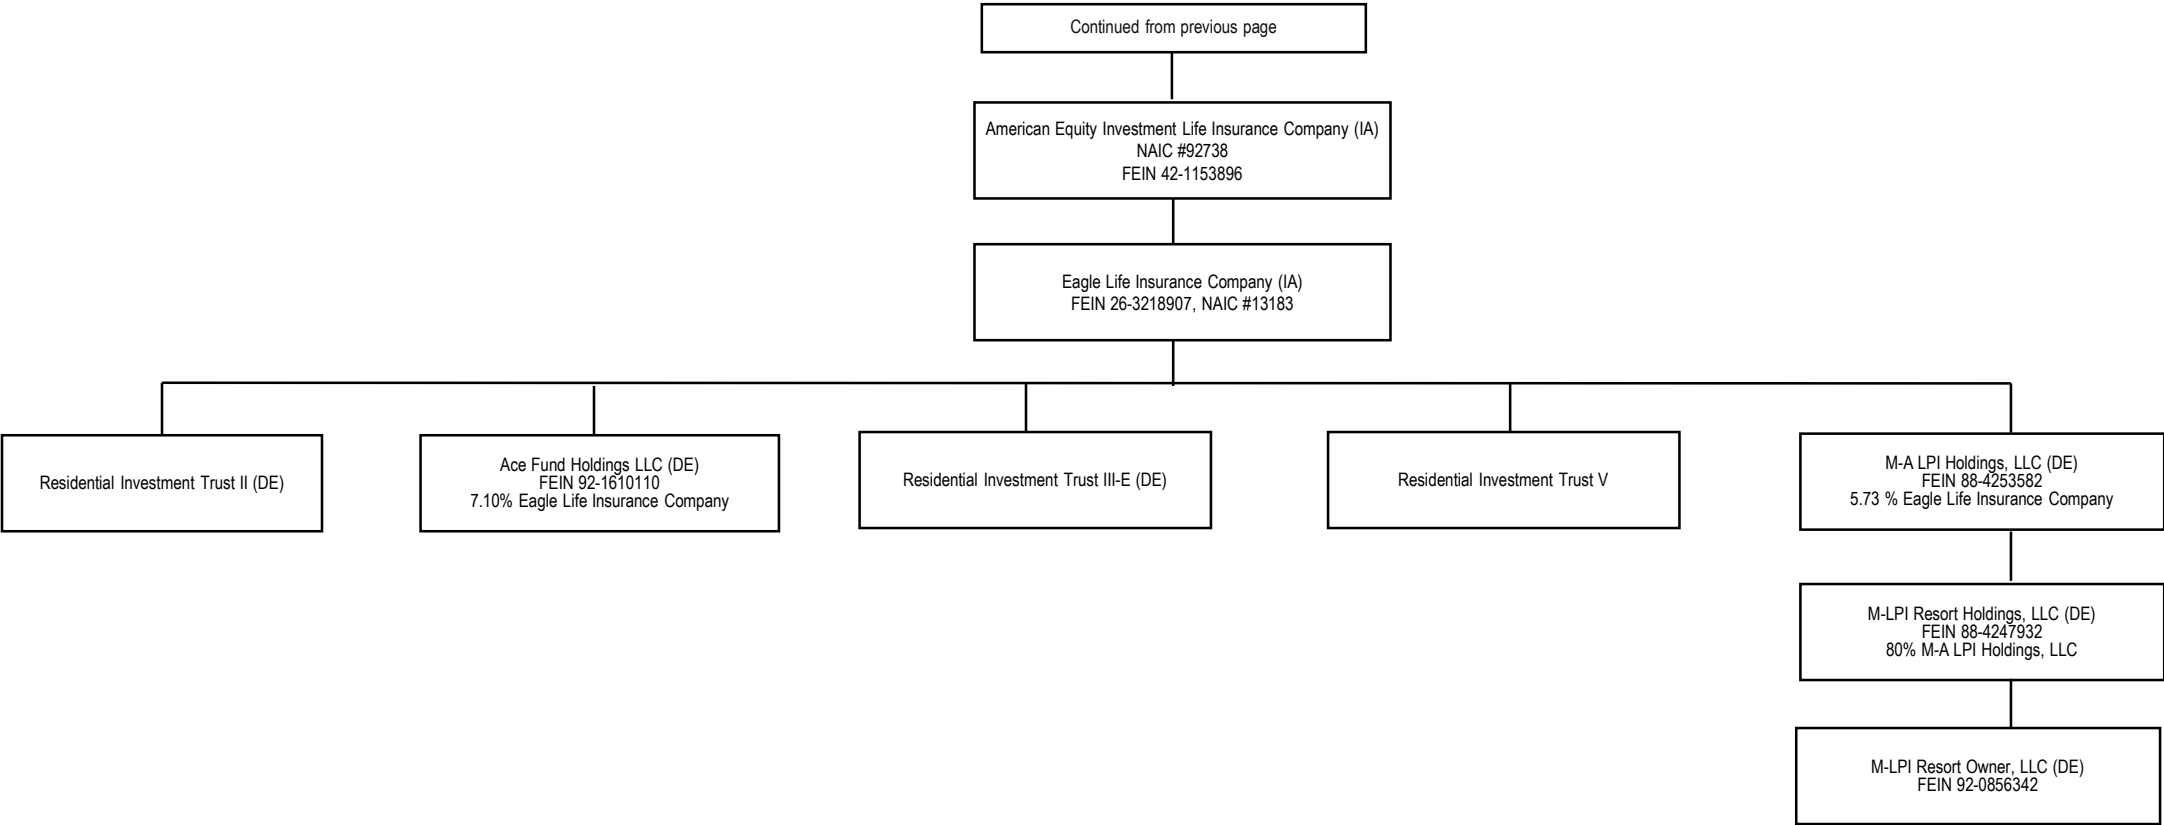 Continued from previous page
American Equity Investment Life Insurance Company (IA)
NAIC #92738
FEIN 42-1153896
Eagle Life Insurance Company (IA)
FEIN 26-3218907, NAIC #13183
Residential Investment Trust II (DE)
Ace Fund Holdings LLC (DE)
FEIN 92-1610110
7.10% Eagle Life Insurance Company
Residential Investment Trust III-E (DE)
Residential Investment Trust V
M-A LPI Holdings, LLC (DE)
FEIN 88-4253582
5.73 % Eagle Life Insurance Company
M-LPI Resort Holdings, LLC (DE)
FEIN 88-4247932
80% M-A LPI Holdings, LLC
M-LPI Resort Owner, LLC (DE)
FEIN 92-0856342